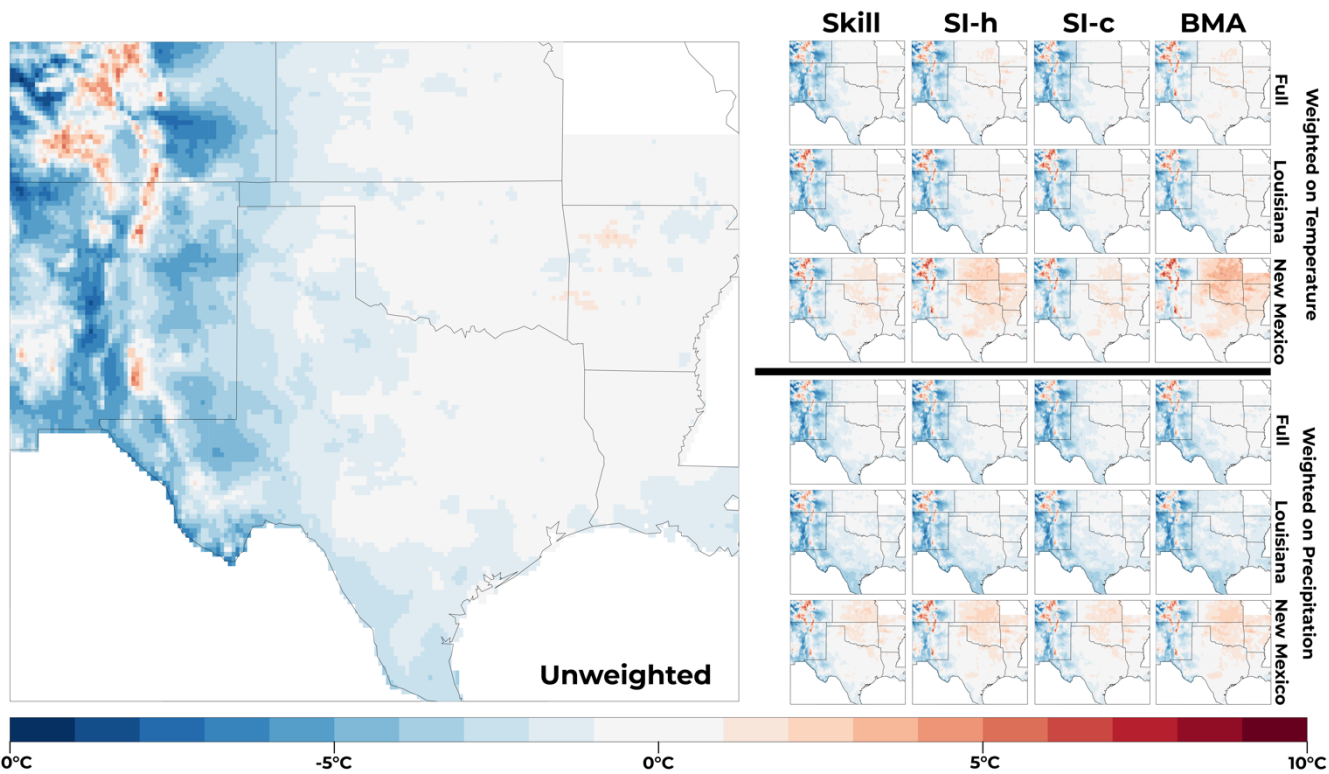 Skill SI-h SI-c BMA
Full
Louisiana
New Mexico
Weighted on Temperature
Full
Louisiana
New Mexico
Weighted on Precipitation
Unweighted
0°C -5°C 0°C 5°C 10°C